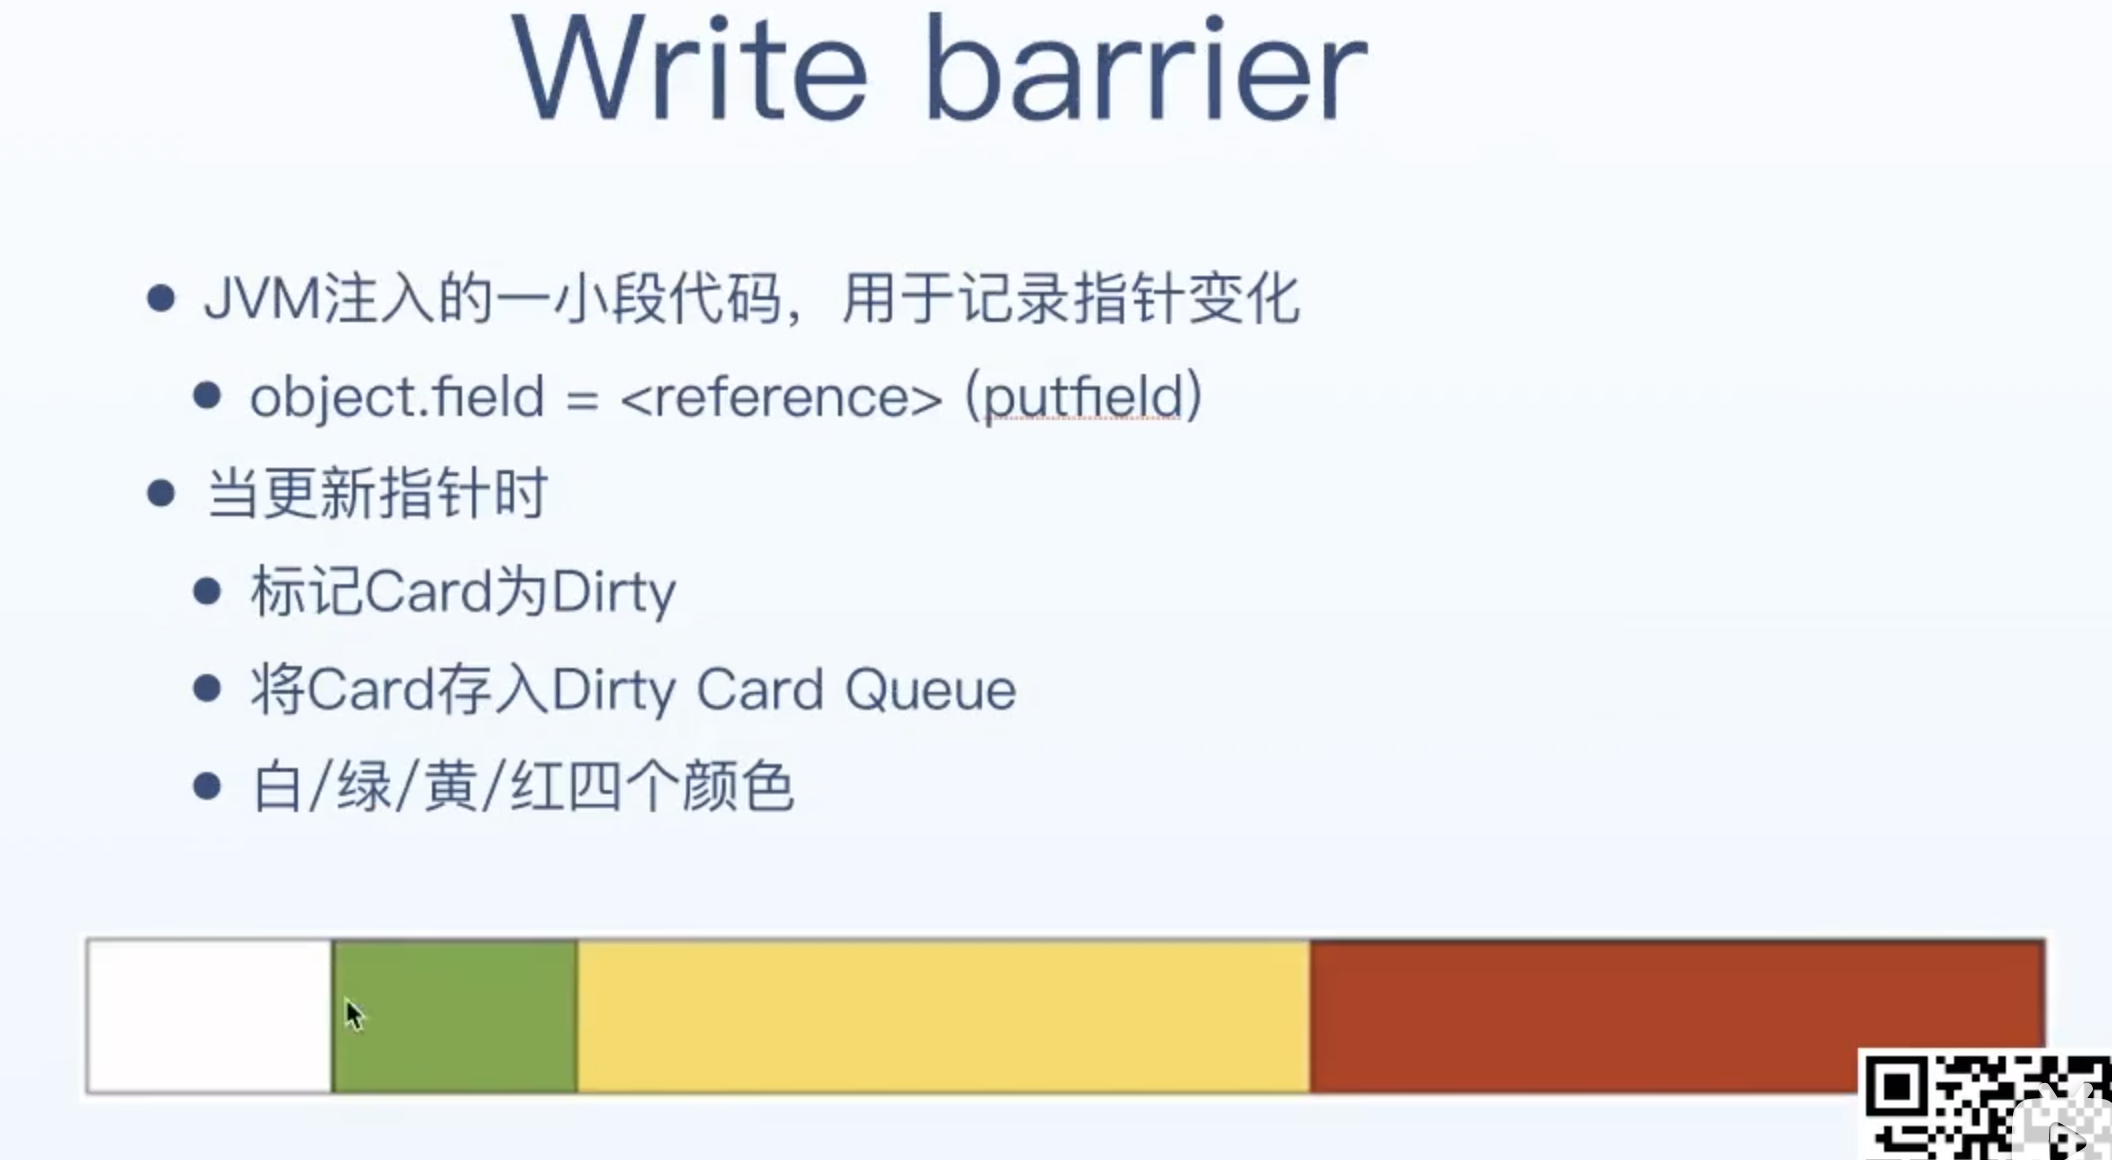 Write barrier
JVM注入的一小段代码，用于记录指针变化
object.field = <reference> (putfield)
当更新指针时
标记Card为Dirty
将Card存入Dirty Card Queue
白/绿/黄/红四个颜色